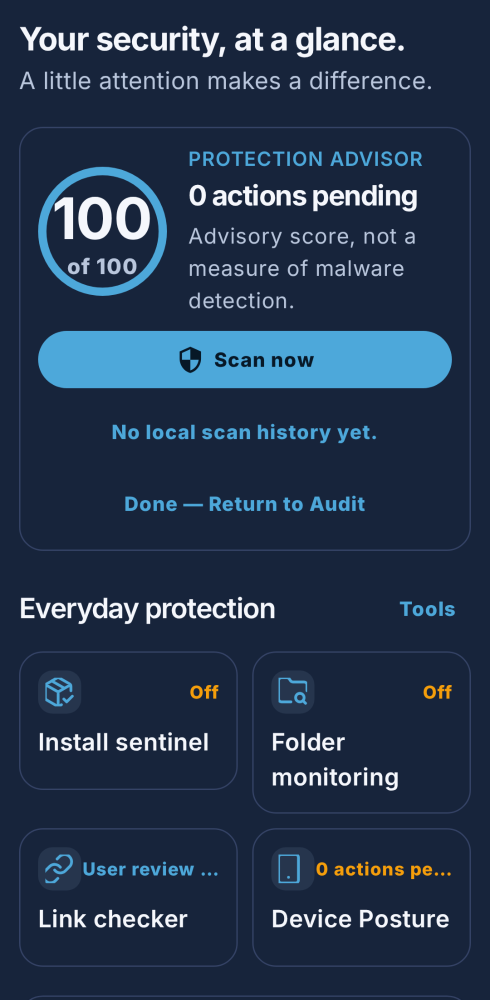 Your security, at a glance.
A little attention makes a difference.
PROTECTION ADVISOR
100
of 100
0 actions pending
Advisory score, not a
measure of malware
detection.
Scan now
No local scan history yet.
Done — Return to Audit
Everyday protection
Tools
Off
Install sentinel
Off
Folder
monitoring
User review ...
Link checker
0 actions pe...
Device Posture